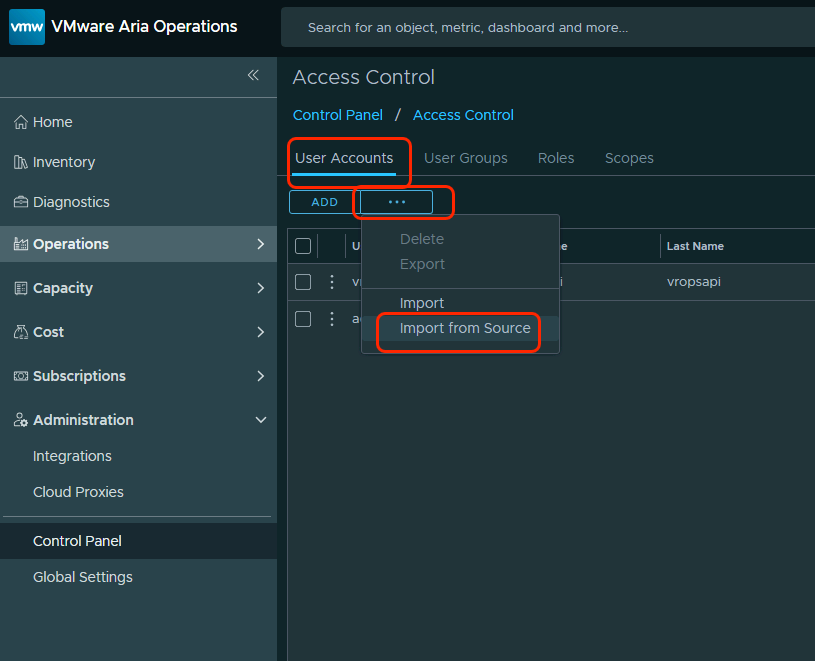 vmw VMware Aria Operations
Search for an object, metric, dashboard and more...
Home
Inventory
Diagnostics
Operations
Capacity
Cost
Subscriptions
Administration
Integrations
Cloud Proxies
Control Panel
Global Settings
Access Control
Control Panel / Access Control
User Accounts User Groups Roles Scopes
ADD ...
Last Name
vropsapi
Delete
Export
Import
Import from Source